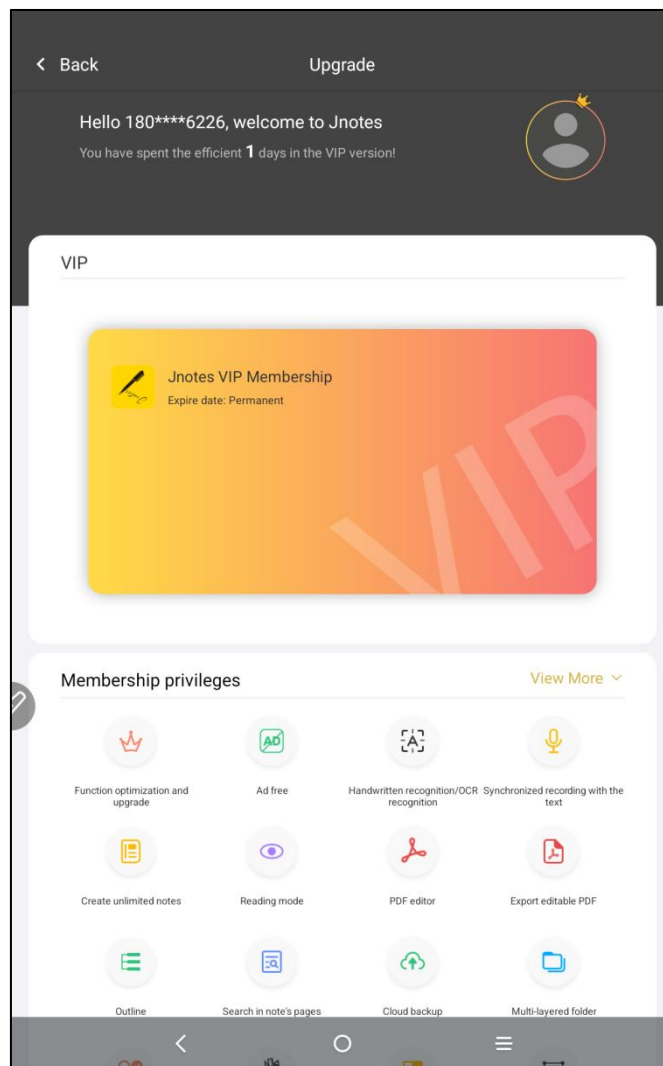 Back
Upgrade
Hello 180****6226, welcome to Jnotes
You have spent the efficient 1 days in the VIP version!
VIP
Jnotes VIP Membership
Expire date: Permanent
VIP
Membership privileges
View More
AD
A
Function optimization and
upgrade
Ad free
Handwritten recognition/OCR
recognition
Synchronized recording with the
text
Create unlimited notes
Reading mode
PDF editor
Export editable PDF
Outline
Search in note's pages
Cloud backup
Multi-layered folder